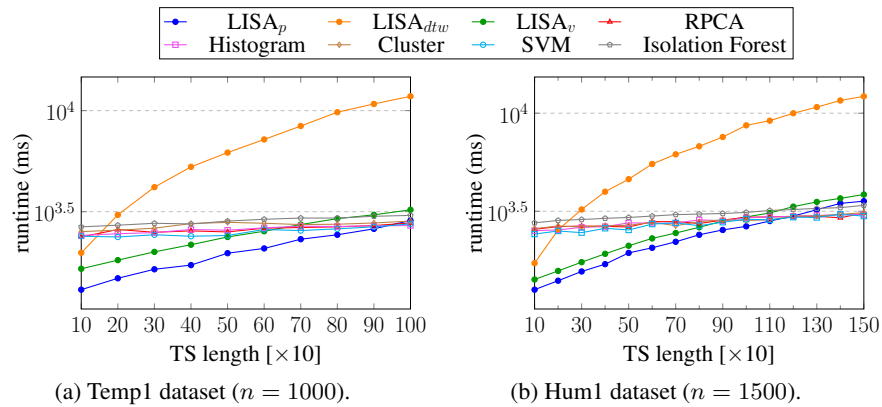 LISA_p LISA_dtw LISA_v RPCA
Histogram Cluster SVM Isolation Forest
runtime (ms)
10^4
10^3.5
10 20 30 40 50 60 70 80 90 100
TS length [×10]
(a) Temp1 dataset (n = 1000).
runtime (ms)
10^4
10^3.5
10 30 50 70 90 110 130 150
TS length [×10]
(b) Hum1 dataset (n = 1500).